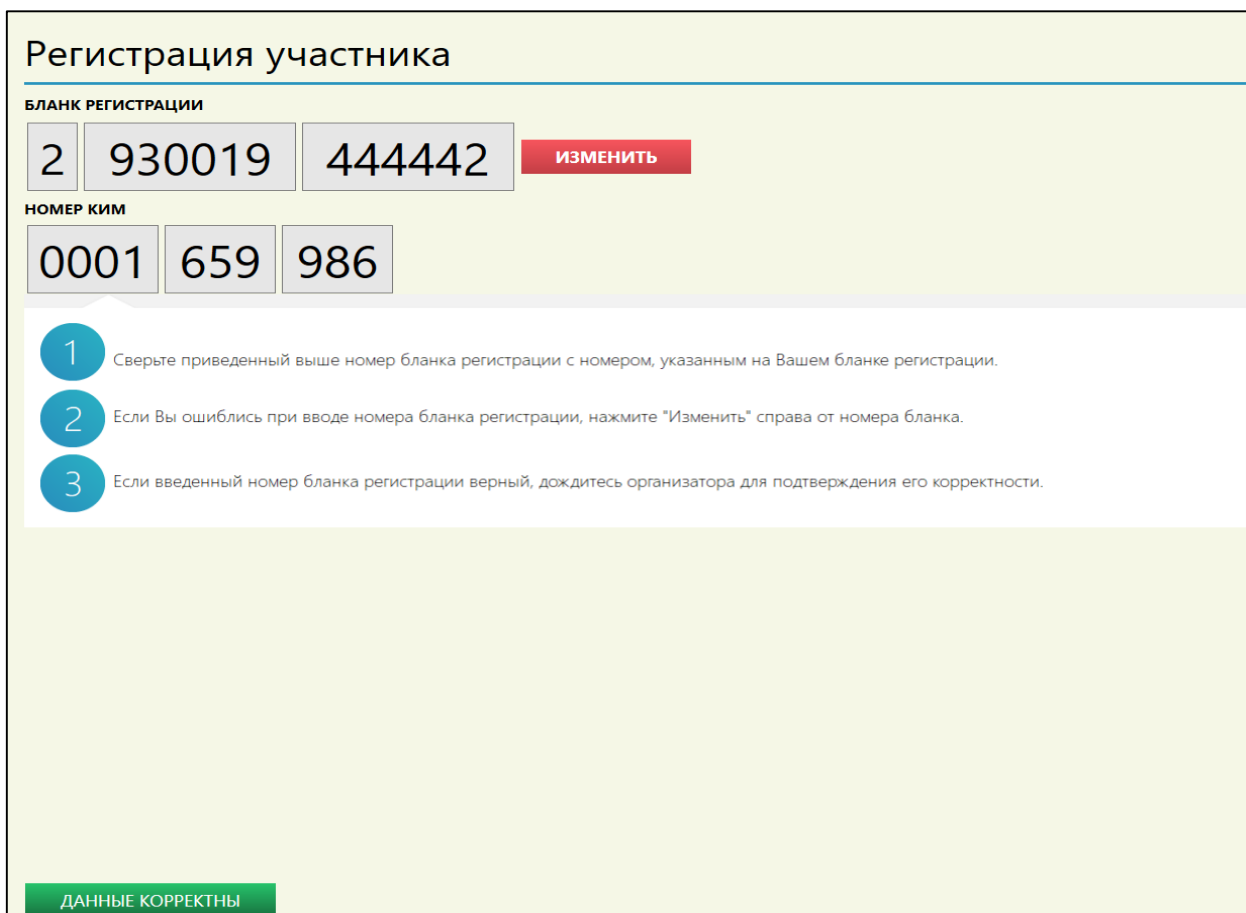 Регистрация участника
БЛАНК РЕГИСТРАЦИИ
2 930019 444442 ИЗМЕНИТЬ
НОМЕР КИМ
0001 659 986
1 Сверьте приведенный выше номер бланка регистрации с номером, указанным на Вашем бланке регистрации.
2 Если Вы ошиблись при вводе номера бланка регистрации, нажмите "Изменить" справа от номера бланка.
3 Если введенный номер бланка регистрации верный, дождитесь организатора для подтверждения его корректности.
ДАННЫЕ КОРРЕКТНЫ